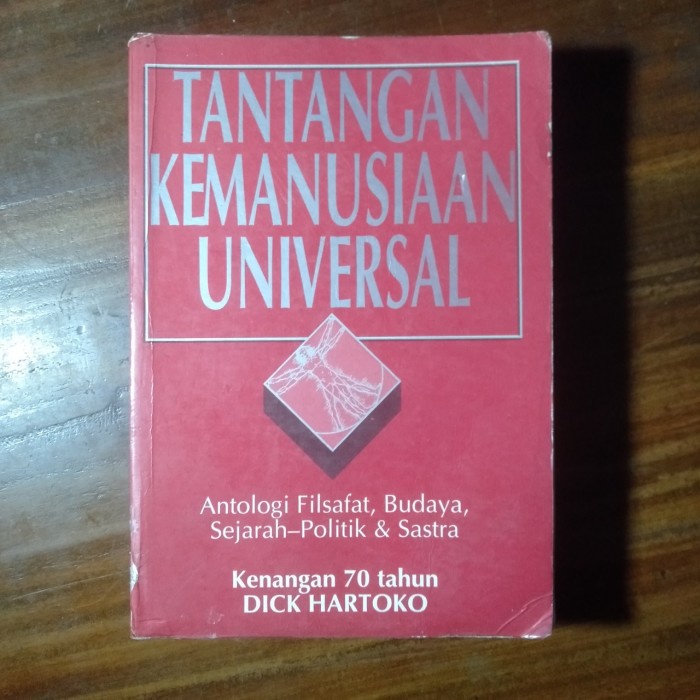 TANTANGAN
KEMANUSIAAN
UNIVERSAL
Antologi Filsafat, Budaya,
Sejarah–Politik & Sastra
Kenangan 70 tahun
DICK HARTOKO